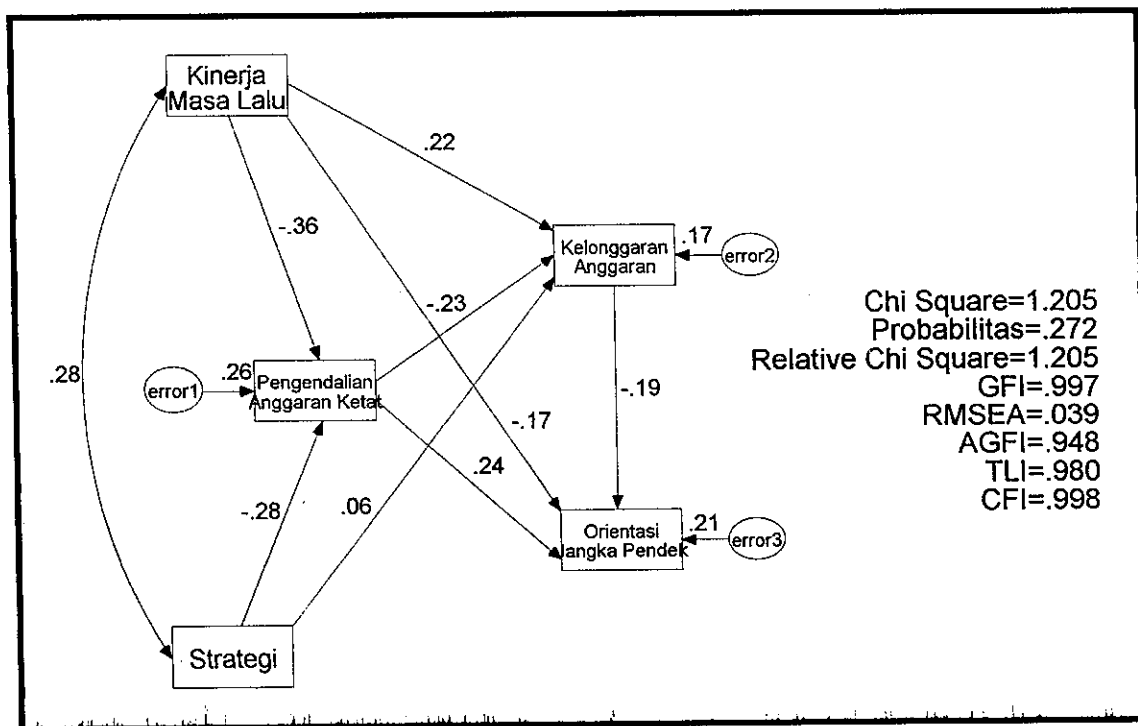 Kinerja
Masa Lalu
.22
-.36
Kelonggaran
Anggaran
.17
error2
-.23
.28
error1
.26
Pengendalian
Anggaran Ketat
-.17
-.19
.24
-.28
.06
Orientasi
Jangka Pendek
.21
error3
Strategi
Chi Square=1.205
Probabilitas=.272
Relative Chi Square=1.205
GFI=.997
RMSEA=.039
AGFI=.948
TLI=.980
CFI=.998